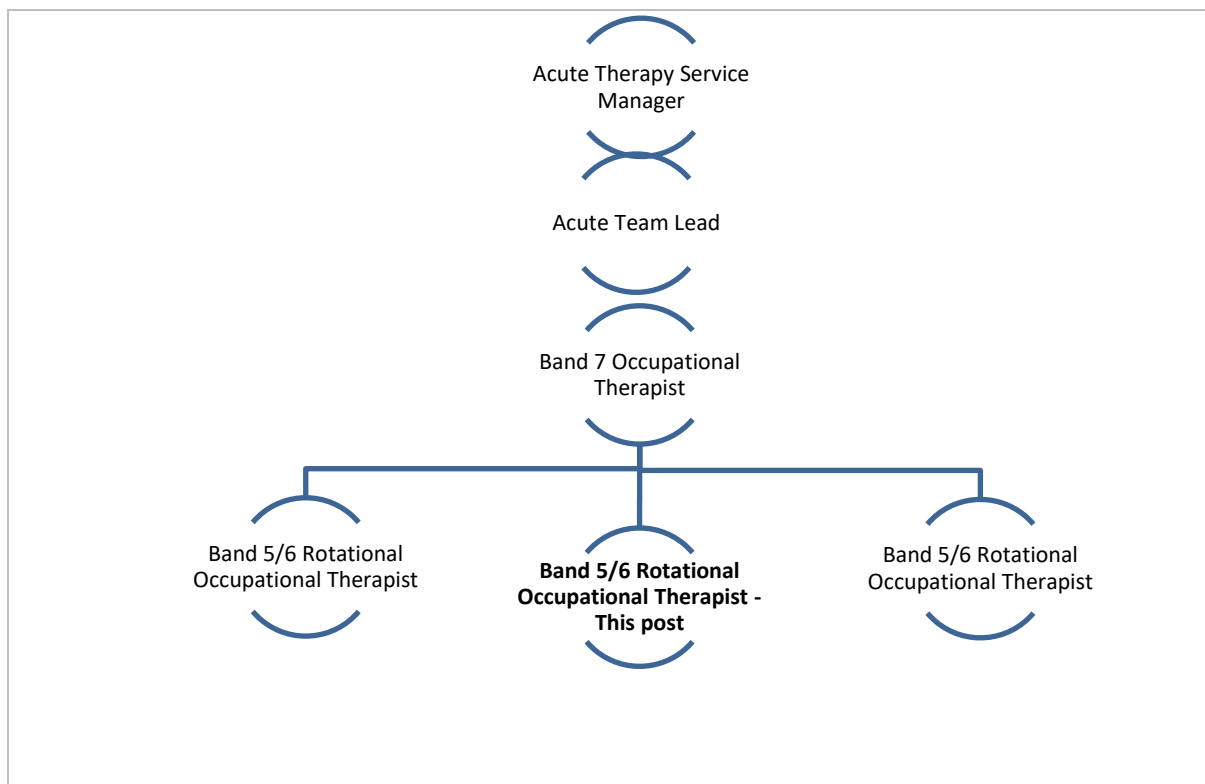 Acute Therapy Service
Manager
Acute Team Lead
Band 7 Occupational
Therapist
Band 5/6 Rotational
Occupational Therapist
Band 5/6 Rotational
Occupational Therapist -
This post
Band 5/6 Rotational
Occupational Therapist